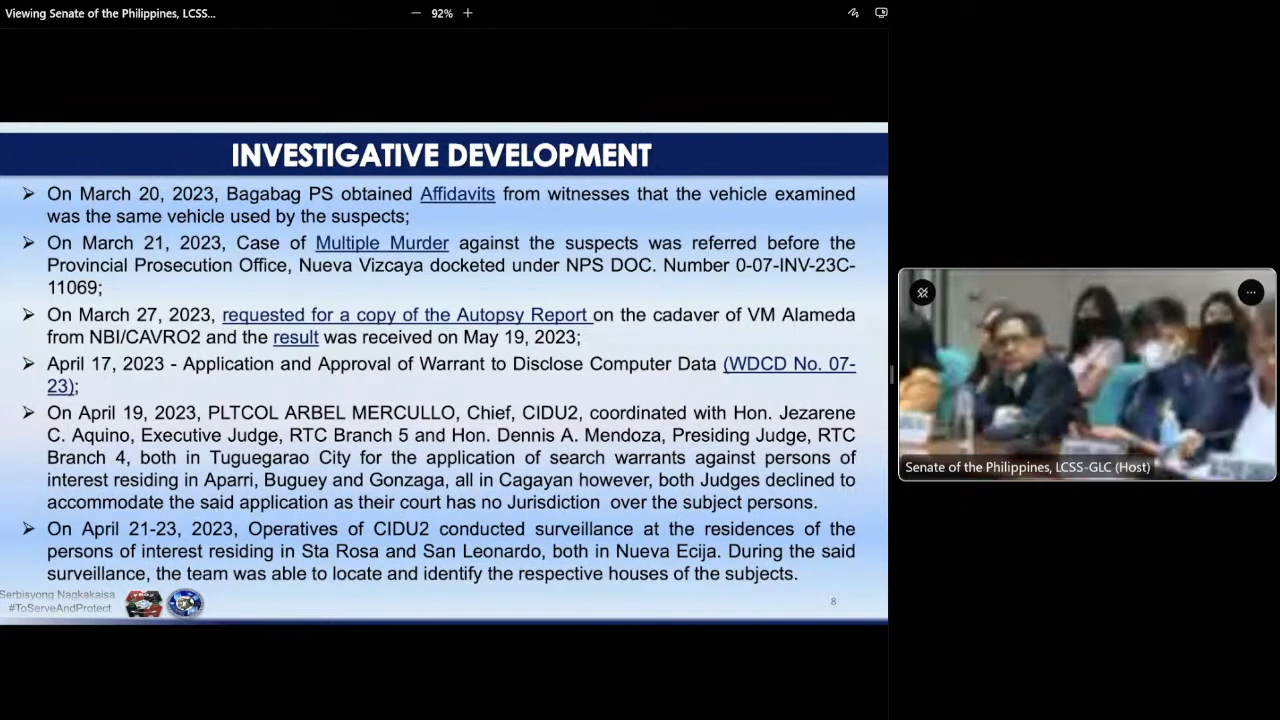 Viewing Senate of the Philippines, LCSS...
92%
INVESTIGATIVE DEVELOPMENT
➢ On March 20, 2023, Bagabag PS obtained Affidavits from witnesses that the vehicle examined
was the same vehicle used by the suspects;
➢ On March 21, 2023, Case of Multiple Murder against the suspects was referred before the
Provincial Prosecution Office, Nueva Vizcaya docketed under NPS DOC. Number 0-07-INV-23C-
11069;
➢ On March 27, 2023, requested for a copy of the Autopsy Report on the cadaver of VM Alameda
from NBI/CAVRO2 and the result was received on May 19, 2023;
➢ April 17, 2023 - Application and Approval of Warrant to Disclose Computer Data (WDCD No. 07-
23);
➢ On April 19, 2023, PLTCOL ARBEL MERCULLO, Chief, CIDU2, coordinated with Hon. Jezarene
C. Aquino, Executive Judge, RTC Branch 5 and Hon. Dennis A. Mendoza, Presiding Judge, RTC
Branch 4, both in Tuguegarao City for the application of search warrants against persons of
interest residing in Aparri, Buguey and Gonzaga, all in Cagayan however, both Judges declined to
accommodate the said application as their court has no Jurisdiction over the subject persons.
➢ On April 21-23, 2023, Operatives of CIDU2 conducted surveillance at the residences of the
persons of interest residing in Sta Rosa and San Leonardo, both in Nueva Ecija. During the said
surveillance, the team was able to locate and identify the respective houses of the subjects.
Serbisyong Nagkakaisa
#ToServeAndProtect
8
Senate of the Philippines, LCSS-GLC (Host)